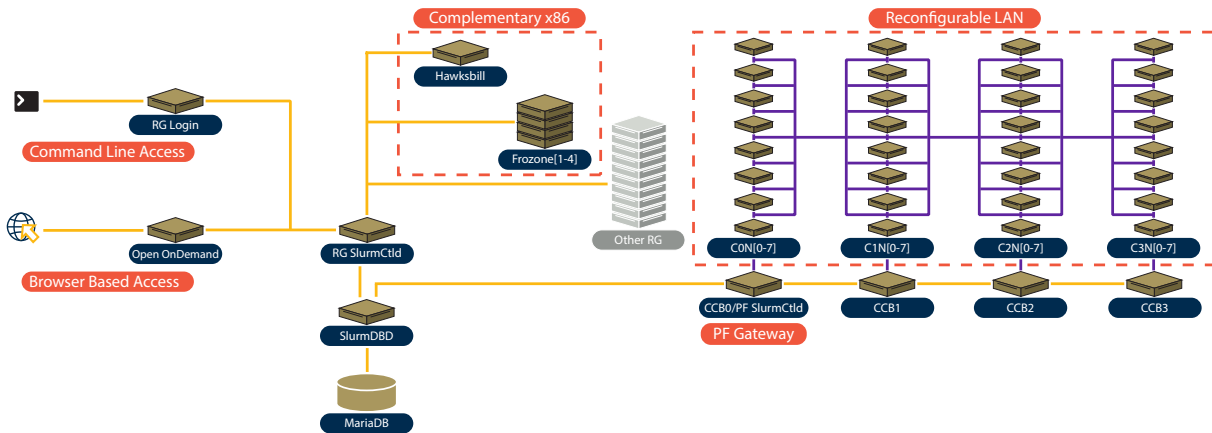 Complementary x86
Reconfigurable LAN
Hawksbill
RG Login
Command Line Access
Frozone[1-4]
Other RG
Open OnDemand
Browser Based Access
RG SlurmCtld
C0N[0-7]
C1N[0-7]
C2N[0-7]
C3N[0-7]
SlurmDBD
CCB0/PF SlurmCtld
CCB1
CCB2
CCB3
PF Gateway
MariaDB